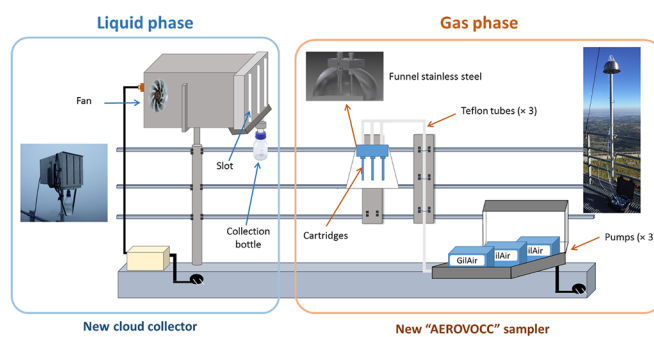 Liquid phase
Gas phase
Funnel stainless steel
Fan
Teflon tubes (× 3)
Slot
Collection
bottle
Cartridges
Pumps (× 3
GilAir
ilAir
ilAir
New cloud collector
New “AEROVOCC” sampler